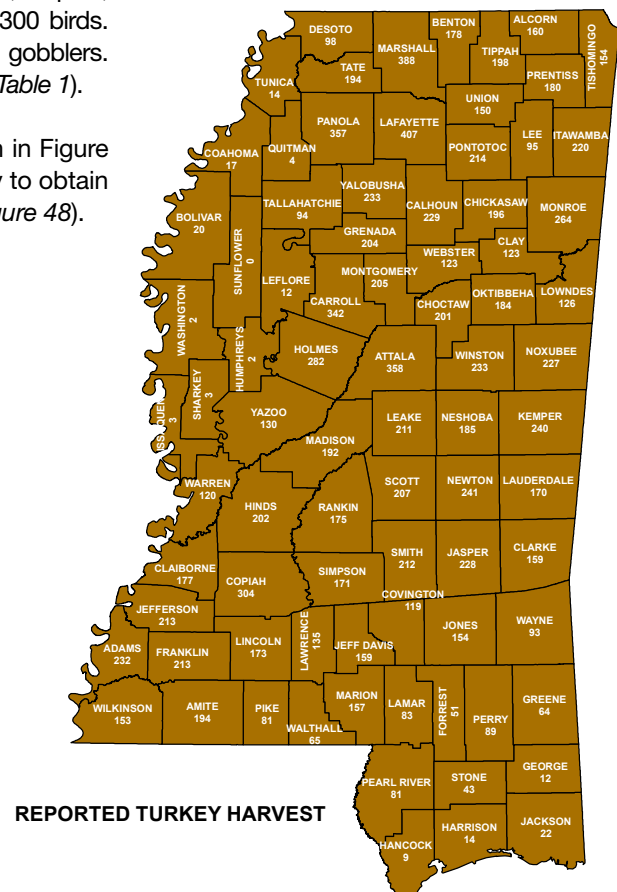 300 birds.
gobblers.
Table 1).
in Figure
y to obtain
gure 48).
DESOTO
98
BENTON
178
ALCORN
160
MARSHALL
388
TIPPAH
198
TISHOMINGO
154
TATE
194
PRENTISS
180
TUNICA
14
UNION
150
PANOLA
357
LAFAYETTE
407
LEE
95
ITAWAMBA
220
PONTOTOC
214
QUITMAN
4
COAHOMA
17
YALOBUSHA
233
TALLAHATCHIE
94
CALHOUN
229
CHICKASAW
196
MONROE
264
BOLIVAR
20
SUNFLOWER
0
GRENADA
204
CLAY
123
WEBSTER
123
MONTGOMERY
205
LEFLORE
12
CARROLL
342
CHOCTAW
201
OKTIBBEHA
184
LOWNDES
126
WASHINGTON
2
HUMPHREYS
2
HOLMES
282
ATTALA
358
WINSTON
233
NOXUBEE
227
SHARKEY
3
ISSAQUEN
3
YAZOO
130
LEAKE
211
NESHOBA
185
KEMPER
240
MADISON
192
WARREN
120
SCOTT
207
NEWTON
241
LAUDERDALE
170
HINDS
202
RANKIN
175
SMITH
212
JASPER
228
CLARKE
159
CLAIBORNE
177
COPIAH
304
SIMPSON
171
COVINGTON
119
JEFFERSON
213
JONES
154
WAYNE
93
LINCOLN
173
LAWRENCE
135
JEFF DAVIS
159
ADAMS
232
FRANKLIN
213
MARION
157
LAMAR
83
FORREST
51
PERRY
89
GREENE
64
WILKINSON
153
AMITE
194
PIKE
81
WALTHALL
65
GEORGE
12
PEARL RIVER
81
STONE
43
REPORTED TURKEY HARVEST
HARRISON
14
JACKSON
22
HANCOCK
9